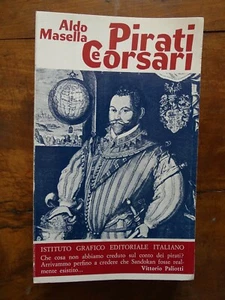 Aldo
Masella
Pirati
e Corsari
ISTITUTO GRAFICO EDITORIALE ITALIANO
Che cosa non abbiamo creduto sul conto dei pirati?
Arrivammo perfino a credere che Sandokan fosse real-
mente esistito...
Vittorio Paliotti